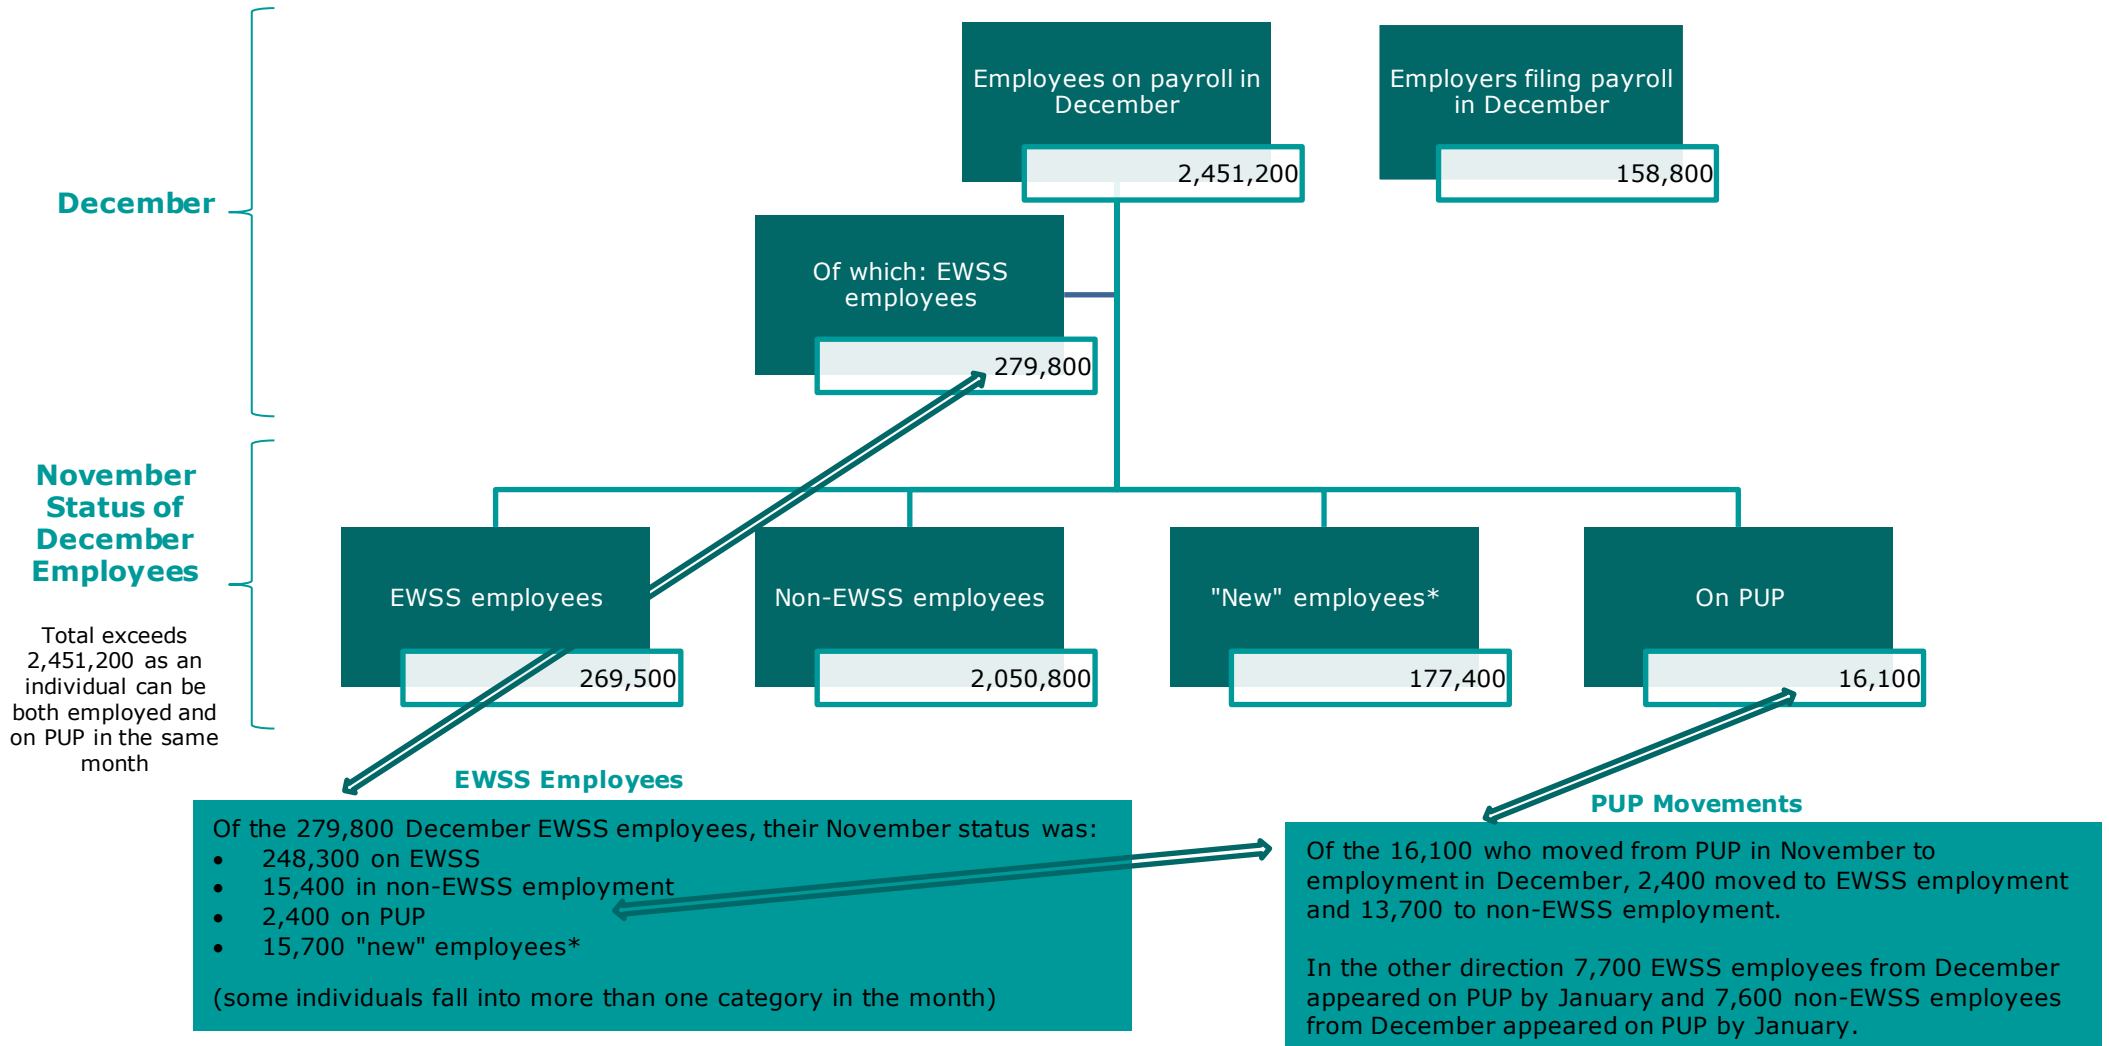 Employees on payroll in
December
2,451,200
Employers filing payroll
in December
158,800
December
Of which: EWSS
employees
279,800
November
Status of
December
Employees
Total exceeds
2,451,200 as an
individual can be
both employed and
on PUP in the same
month
EWSS employees
269,500
Non-EWSS employees
2,050,800
"New" employees*
177,400
On PUP
16,100
EWSS Employees
Of the 279,800 December EWSS employees, their November status was:
• 248,300 on EWSS
• 15,400 in non-EWSS employment
• 2,400 on PUP
• 15,700 "new" employees*
(some individuals fall into more than one category in the month)
PUP Movements
Of the 16,100 who moved from PUP in November to
employment in December, 2,400 moved to EWSS employment
and 13,700 to non-EWSS employment.
In the other direction 7,700 EWSS employees from December
appeared on PUP by January and 7,600 non-EWSS employees
from December appeared on PUP by January.